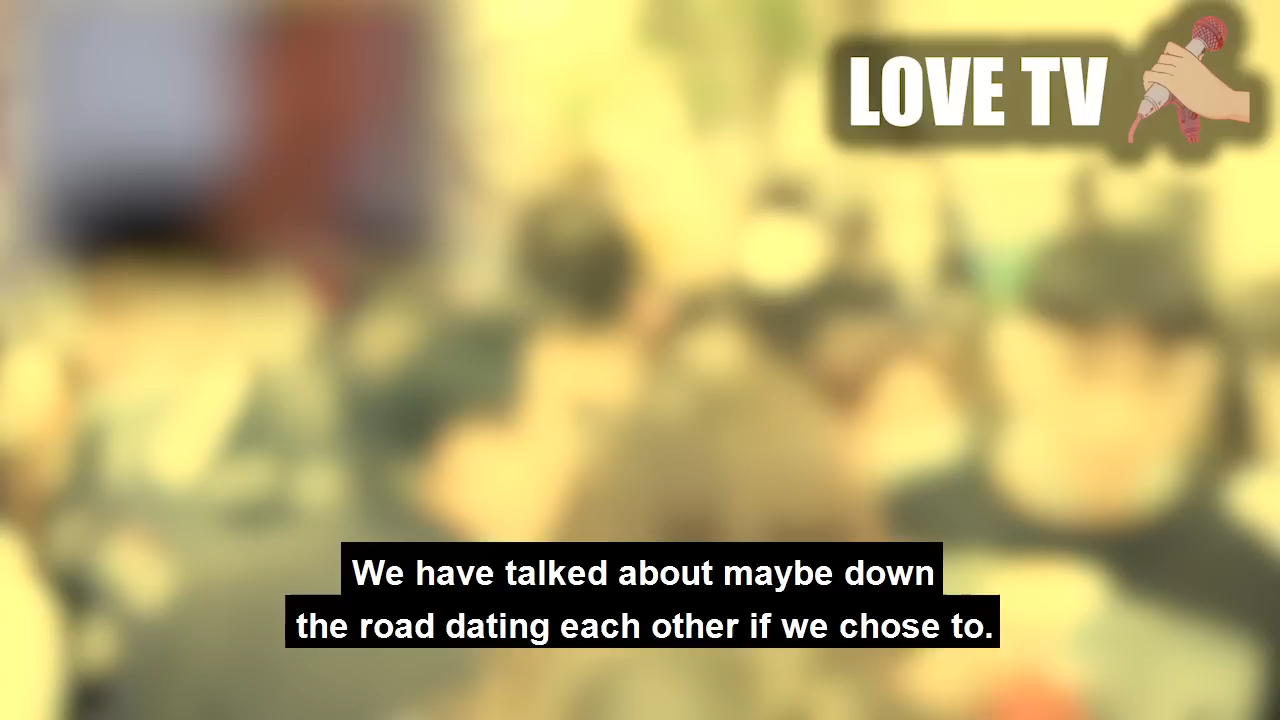 LOVE TV
We have talked about maybe down
the road dating each other if we chose to.